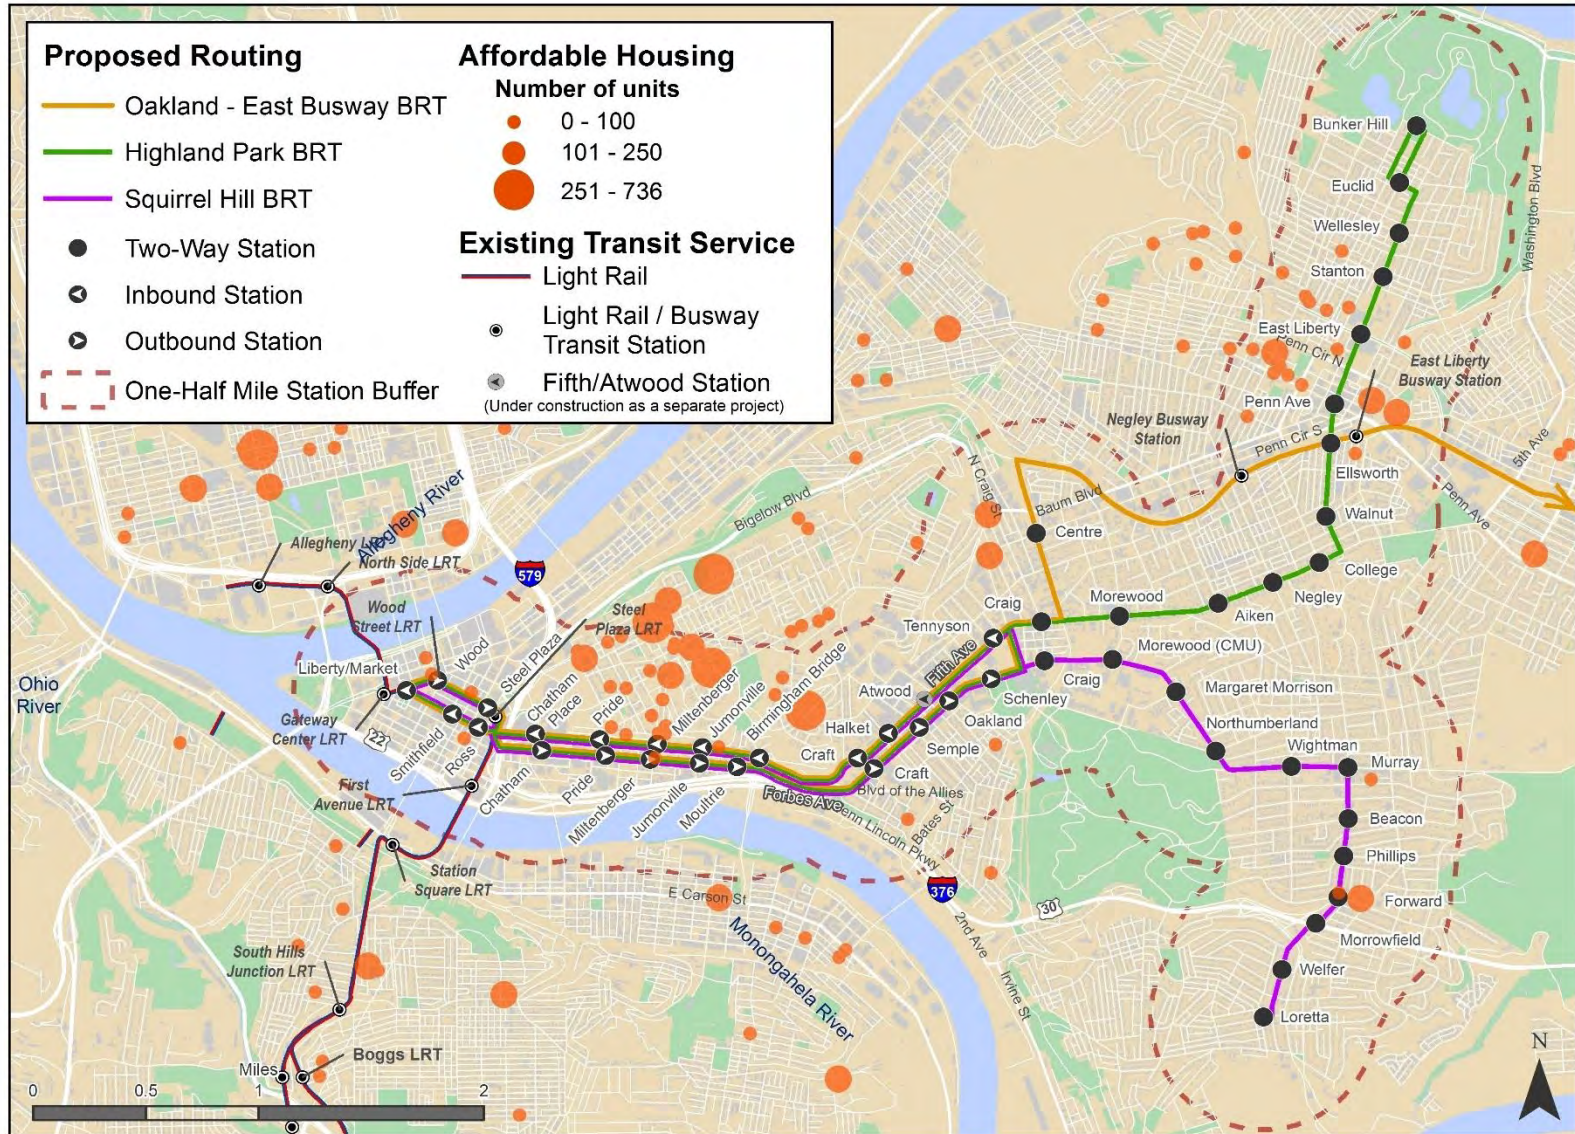 Proposed Routing
Oakland - East Busway BRT
Highland Park BRT
Squirrel Hill BRT
Two-Way Station
Inbound Station
Outbound Station
One-Half Mile Station Buffer
Affordable Housing
Number of units
0 - 100
101 - 250
251 - 736
Existing Transit Service
Light Rail
Light Rail / Busway
Transit Station
Fifth/Atwood Station
(Under construction as a separate project)
Bunker Hill
Euclid
Wellesley
Stanton
East Liberty
Penn Cir N
East Liberty
Busway Station
Washington Blvd
Penn Ave
Negley Busway
Station
Penn Cir S
Ellsworth
5th Ave
Penn Ave
Walnut
College
Negley
Aiken
Morewood
Craig
Centre
Baum Blvd
N Craig St
Bigelow Blvd
Tennyson
Fifth Ave
Morewood (CMU)
Craig
Schenley
Margaret Morrison
Northumberland
Wightman
Murray
Beacon
Phillips
Forward
Morrowfield
Welfer
Loretta
Atwood
Oakland
Halket
Semple
Craft
Craft
Blvd of the Allies
Bates St
Forbes Ave
Penn Lincoln Pkwy
376
2nd Ave
30
Irvine St
Birmingham Bridge
Jumonville
Miltenberger
Pride
Chatham
Place
Steel Plaza
Steel
Plaza LRT
579
Wood
Wood
Street LRT
Liberty/Market
Gateway
Center LRT
22
Smithfield
Ross
Chatham
Pride
Miltenberger
Jumonville
Moultrie
First
Avenue LRT
Station
Square LRT
Allegheny LRT
North Side LRT
Allegheny River
Ohio
River
E Carson St
Monongahela River
South Hills
Junction LRT
Boggs LRT
Miles
0
0.5
1
2
N